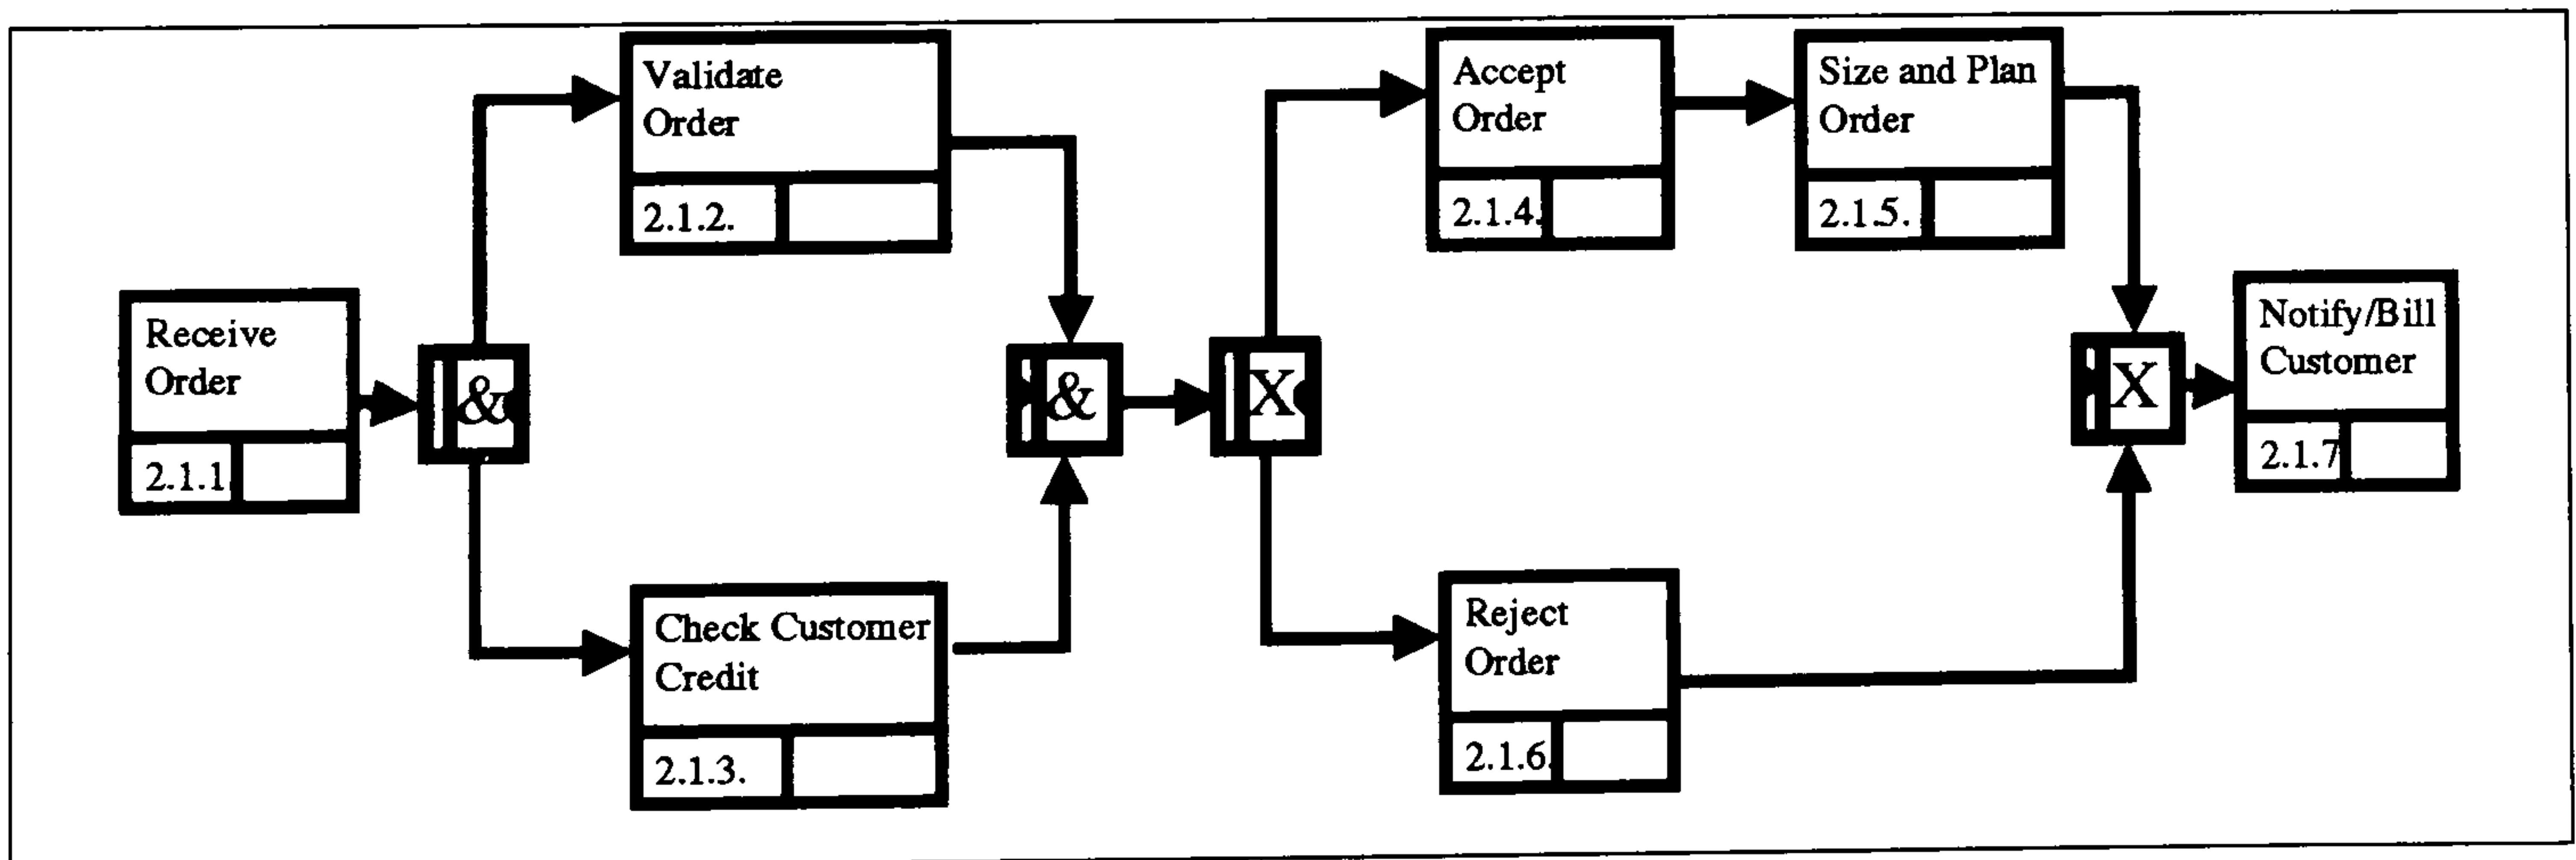 Receive
Order
2.1.1
&
Validate
Order
2.1.2.
Check Customer
Credit
2.1.3.
&
X
Accept
Order
2.1.4.
Size and Plan
Order
2.1.5.
Reject
Order
2.1.6.
X
Notify/Bill
Customer
2.1.7